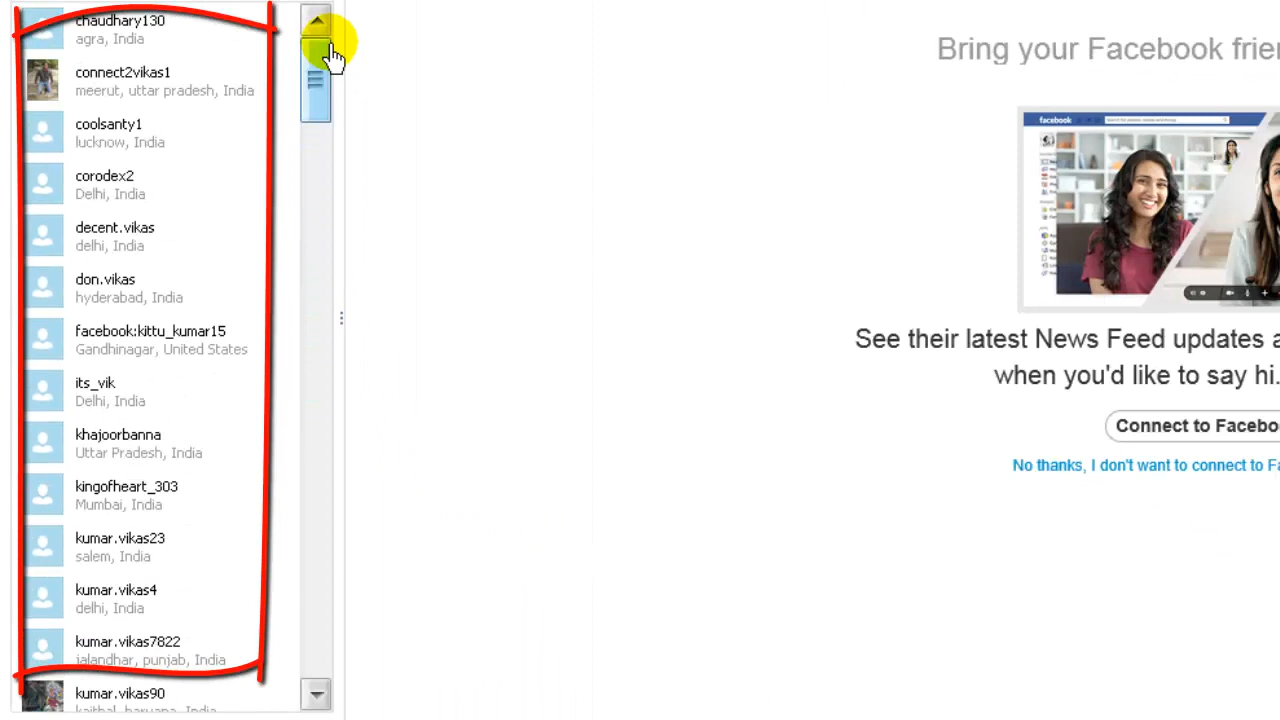 chaudhary130
agra, India
connect2vikas1
meerut, uttar pradesh, India
coolsanty1
lucknow, India
corodex2
Delhi, India
decent.vikas
delhi, India
don.vikas
hyderabad, India
facebook:kittu_kumar15
Gandhinagar, United States
its_vik
Delhi, India
khajoorbanna
Uttar Pradesh, India
kingofheart_303
Mumbai, India
kumar.vikas23
salem, India
kumar.vikas4
delhi, India
kumar.vikas7822
jalandhar, punjab, India
kumar.vikas90
kaithal, haryana, India
Bring your Facebook
facebook
See their latest News Feed updates
when you'd like to say hi.
Connect to
No thanks, I don't want to connect to